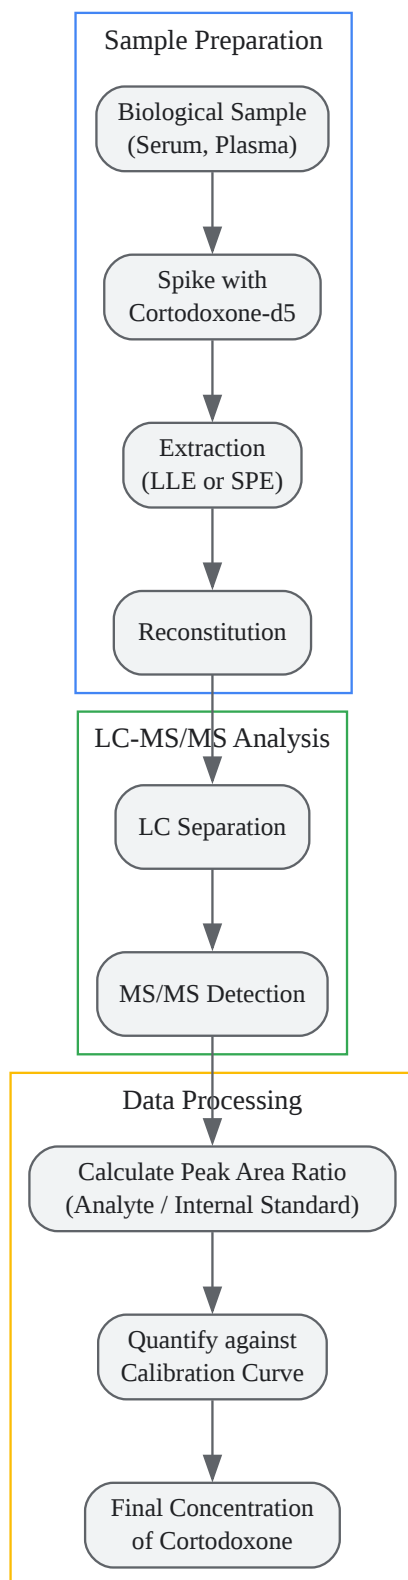 Sample Preparation
Biological Sample
(Serum, Plasma)
Spike with
Cortodoxone-d5
Extraction
(LLE or SPE)
Reconstitution
LC-MS/MS Analysis
LC Separation
MS/MS Detection
Data Processing
Calculate Peak Area Ratio
(Analyte / Internal Standard)
Quantify against
Calibration Curve
Final Concentration
of Cortodoxone